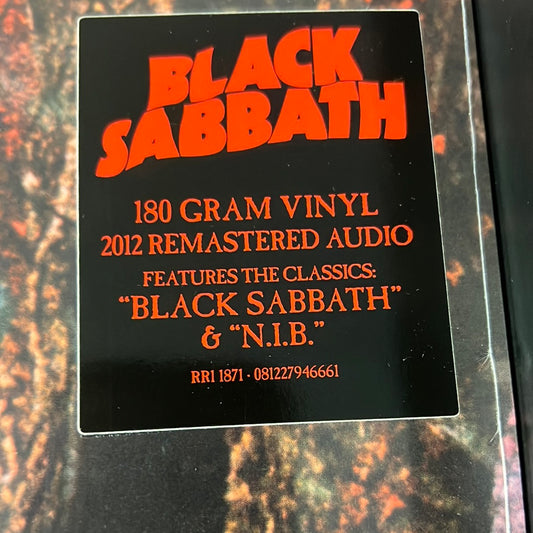 BLACK
SABBATH
180 GRAM VINYL
2012 REMASTERED AUDIO
FEATURES THE CLASSICS:
“BLACK SABBATH”
& “N.I.B.”
RR1 1871 · 081227946661